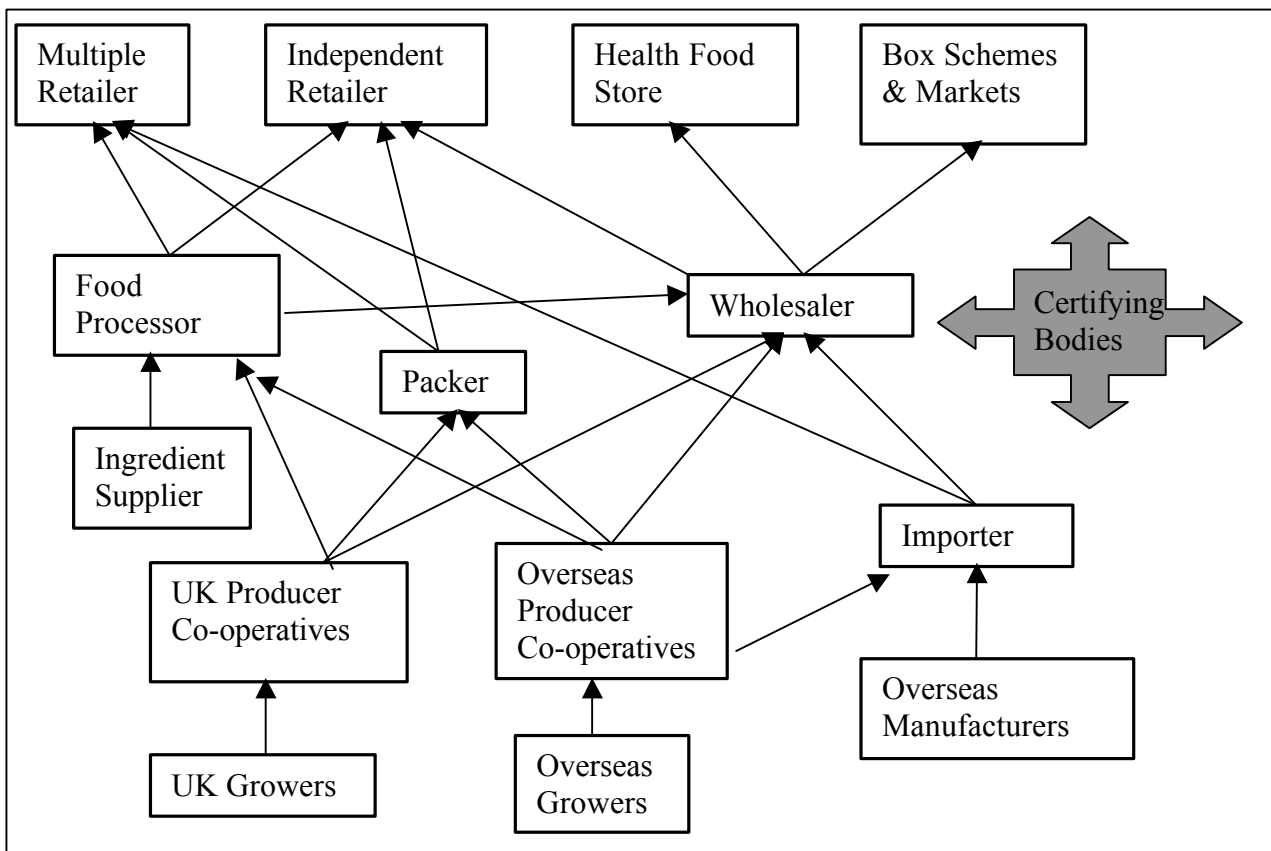 Multiple
Retailer
Independent
Retailer
Health Food
Store
Box Schemes
& Markets
Food
Processor
Wholesaler
Certifying
Bodies
Packer
Ingredient
Supplier
Importer
UK Producer
Co-operatives
Overseas
Producer
Co-operatives
Overseas
Manufacturers
UK Growers
Overseas
Growers